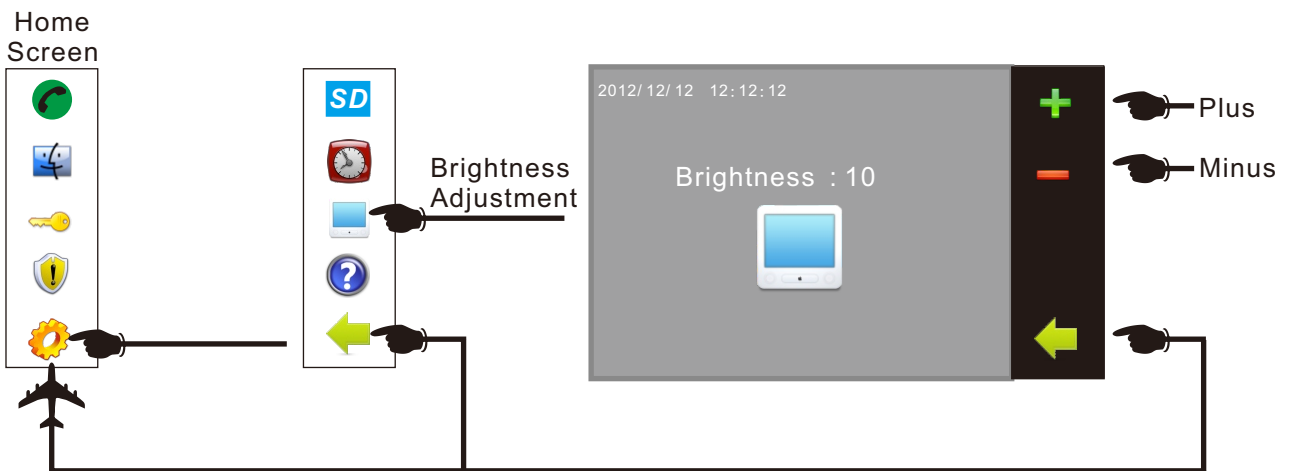 Home
Screen
SD
2012/12/12 12:12:12
Plus
Brightness
Adjustment
Brightness : 10
Minus
?